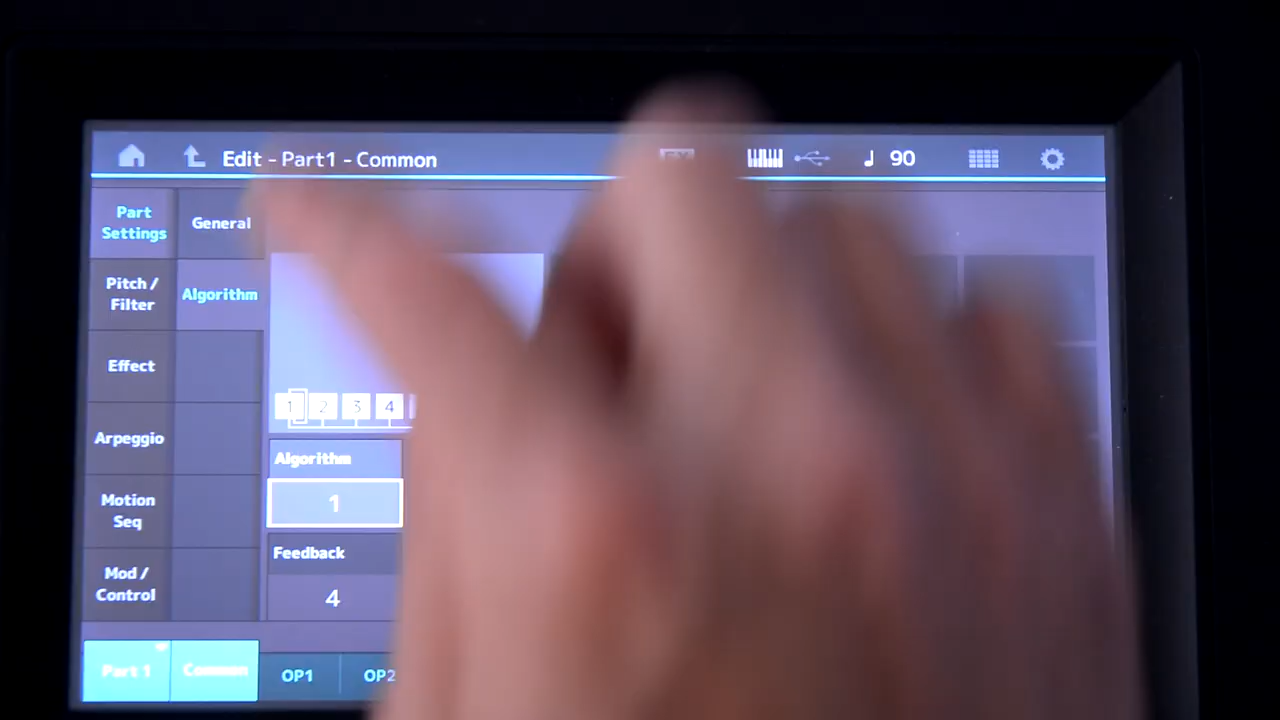 Edit - Part1 - Common
90
Part
Settings
General
Pitch /
Filter
Algorithm
Effect
1 2 3 4
Arpeggio
Algorithm
1
Motion
Seq
Feedback
4
Mod /
Control
Part 1
Common
OP1
OP2